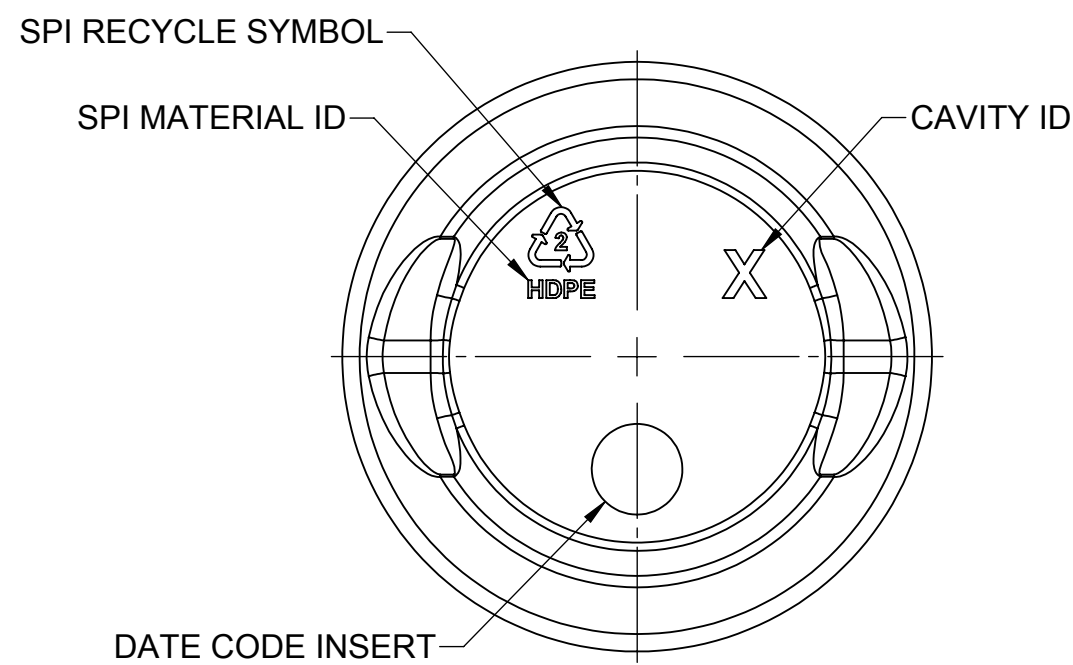 SPI RECYCLE SYMBOL
SPI MATERIAL ID
CAVITY ID
2
HDPE
X
DATE CODE INSERT